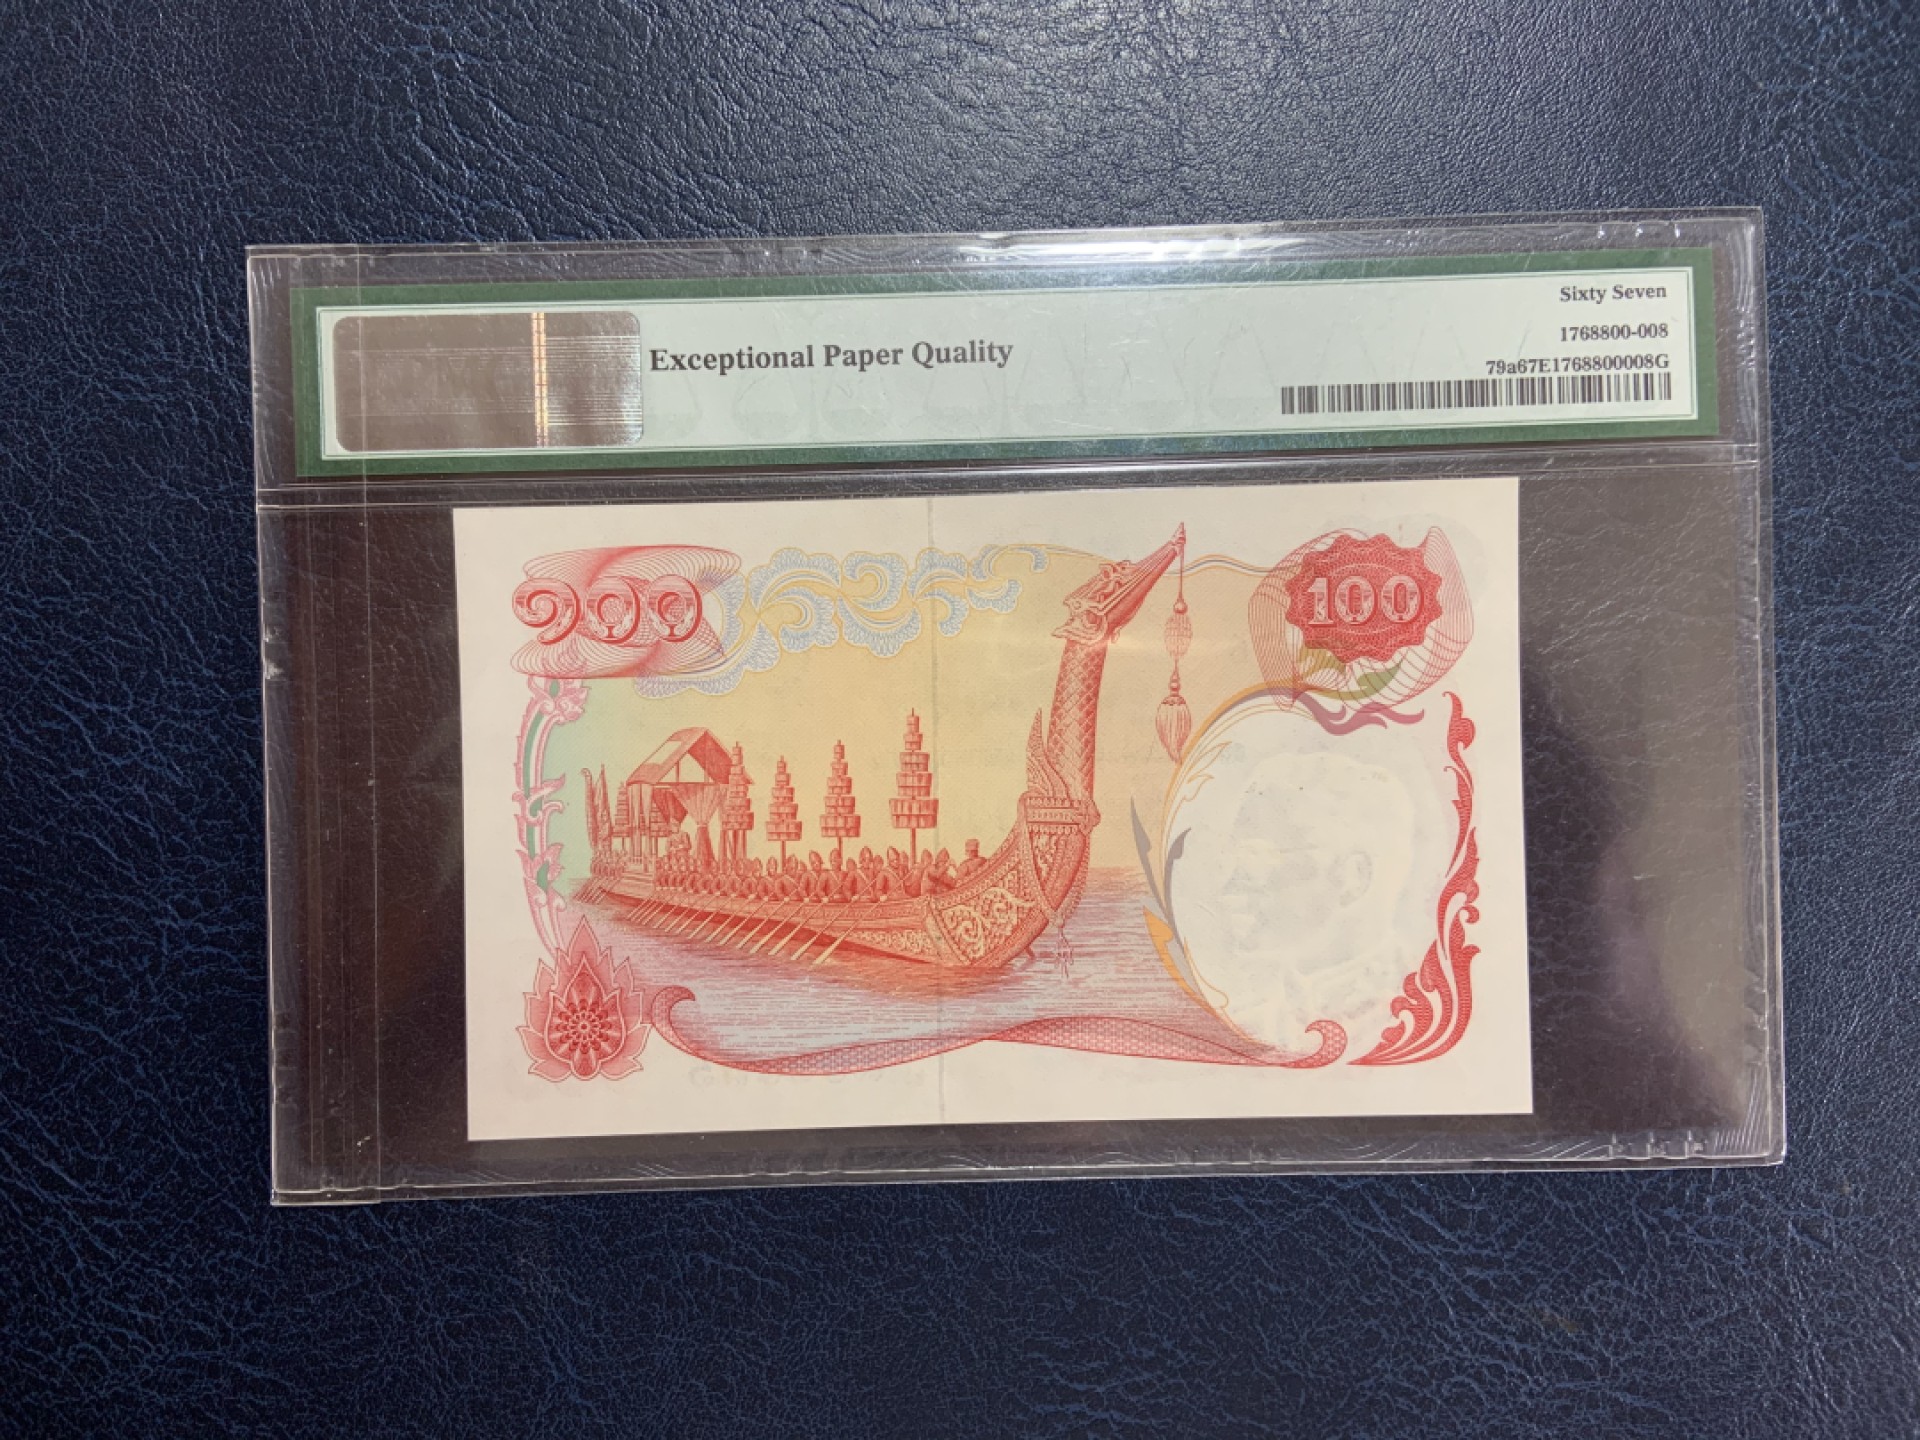 Sixty Seven
Exceptional Paper Quality
1768800-008
79a67E1768800008G
๑๐๐
100